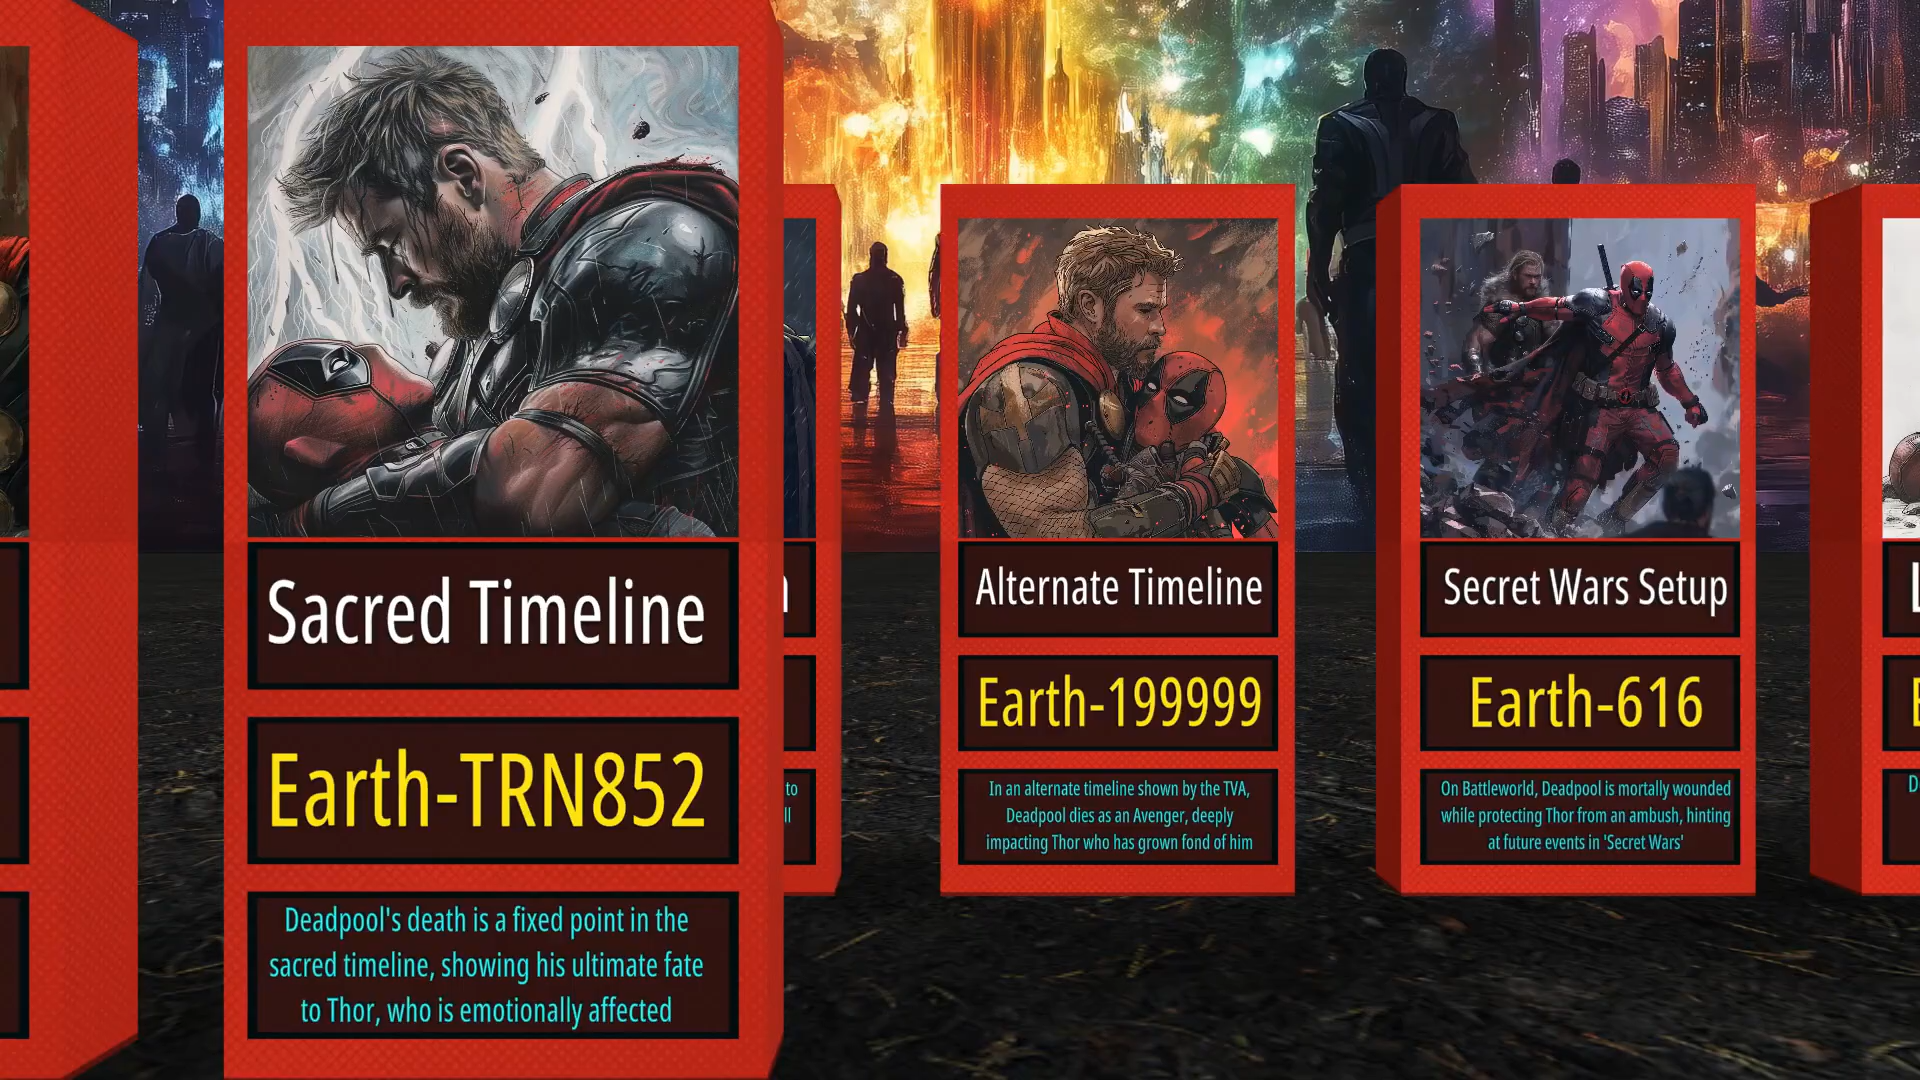 Sacred Timeline
Earth-TRN852
Deadpool's death is a fixed point in the
sacred timeline, showing his ultimate fate
to Thor, who is emotionally affected
to
ll
Alternate Timeline
Earth-199999
In an alternate timeline shown by the TVA,
Deadpool dies as an Avenger, deeply
impacting Thor who has grown fond of him
Secret Wars Setup
Earth-616
On Battleworld, Deadpool is mortally wounded
while protecting Thor from an ambush, hinting
at future events in 'Secret Wars'